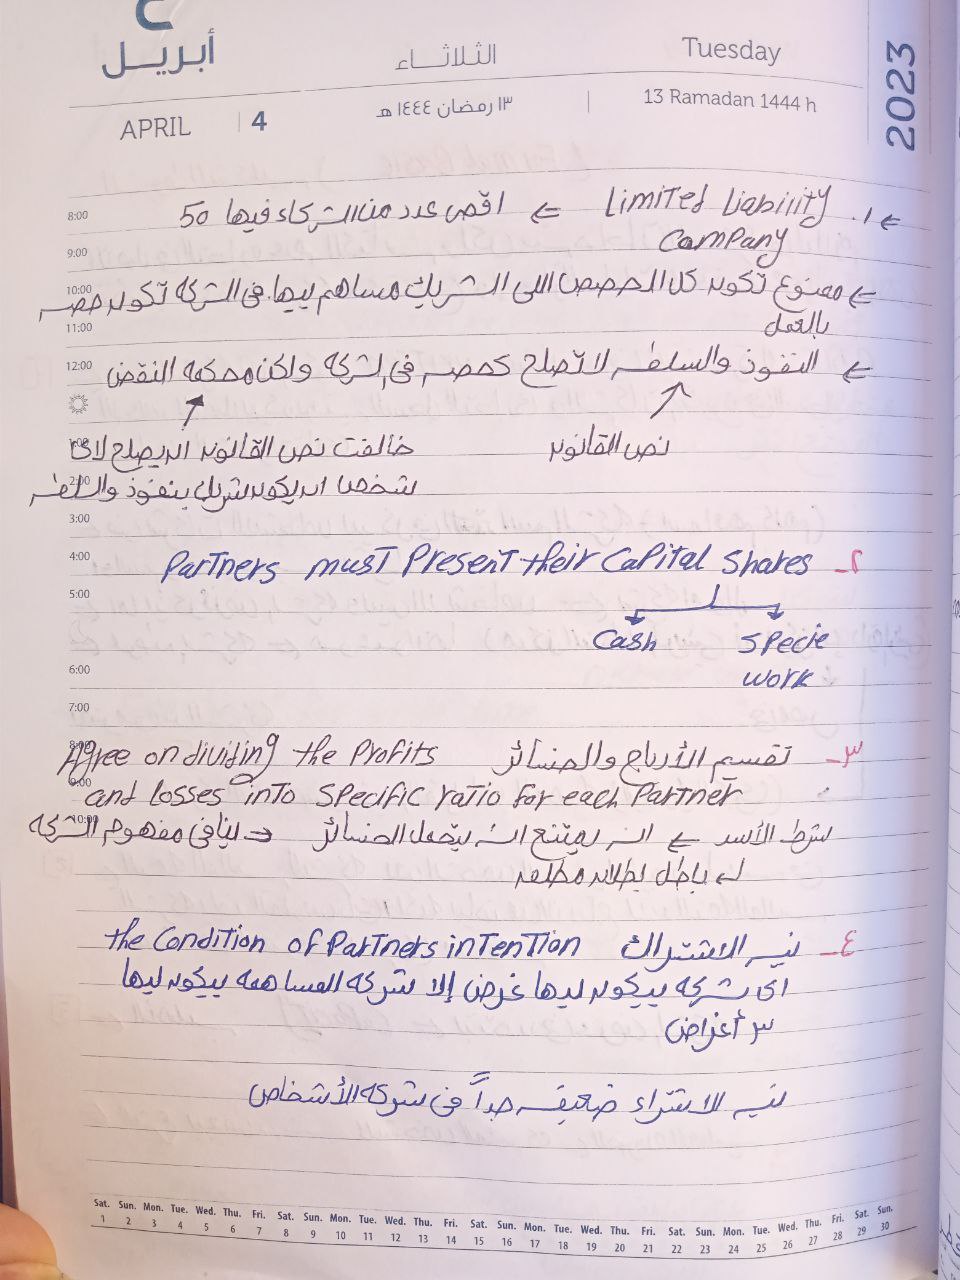 ٤
أبريل
الثلاثاء
Tuesday
2023
APRIL | 4
١٣ رمضان ١٤٤٤ هـ | 13 Ramadan 1444 h
← ١. Limited Liability ← اقصى عدد من الشركاء فيها 50
Company
← ممنوع تكون كل الحصص اللى الشريك مساهم بيها فى الشركة تكون حصص
بالعمل
← النفوذ والسلطة لا تصلح كحصة فى الشركة ولكن محكمة النقض
نص القانون
خالفت نص القانون
شخص ان يكون شريك بنفوذ والسلطة
٢- Partners must Present their Capital Shares
Cash Specie
work
٣- تقسيم الأرباح والخسائر Agree on dividing the Profits
and losses into Specific ratio for each Partner
شرط الأسد ← ان يمتنع ان يتحمل الخسائر → ينافى مفهوم الشركة
باطل بطلان مطلق
٤- نية الاشتراك the Condition of Partners intention
اى شركة بيكون ليها غرض إلا شركة المساهمة بيكون ليها
٣ أغراض
نية الاشتراك ضعيفة جداً فى شركة الأشخاص
8:00
9:00
10:00
11:00
12:00
1:00
2:00
3:00
4:00
5:00
6:00
7:00
8:00
9:00
10:00
Sat. Sun. Mon. Tue. Wed. Thu. Fri. Sat. Sun. Mon. Tue. Wed. Thu. Fri. Sat. Sun. Mon. Tue. Wed. Thu. Fri. Sat. Sun. Mon. Tue. Wed. Thu. Fri. Sat. Sun.
1 2 3 4 5 6 7 8 9 10 11 12 13 14 15 16 17 18 19 20 21 22 23 24 25 26 27 28 29 30